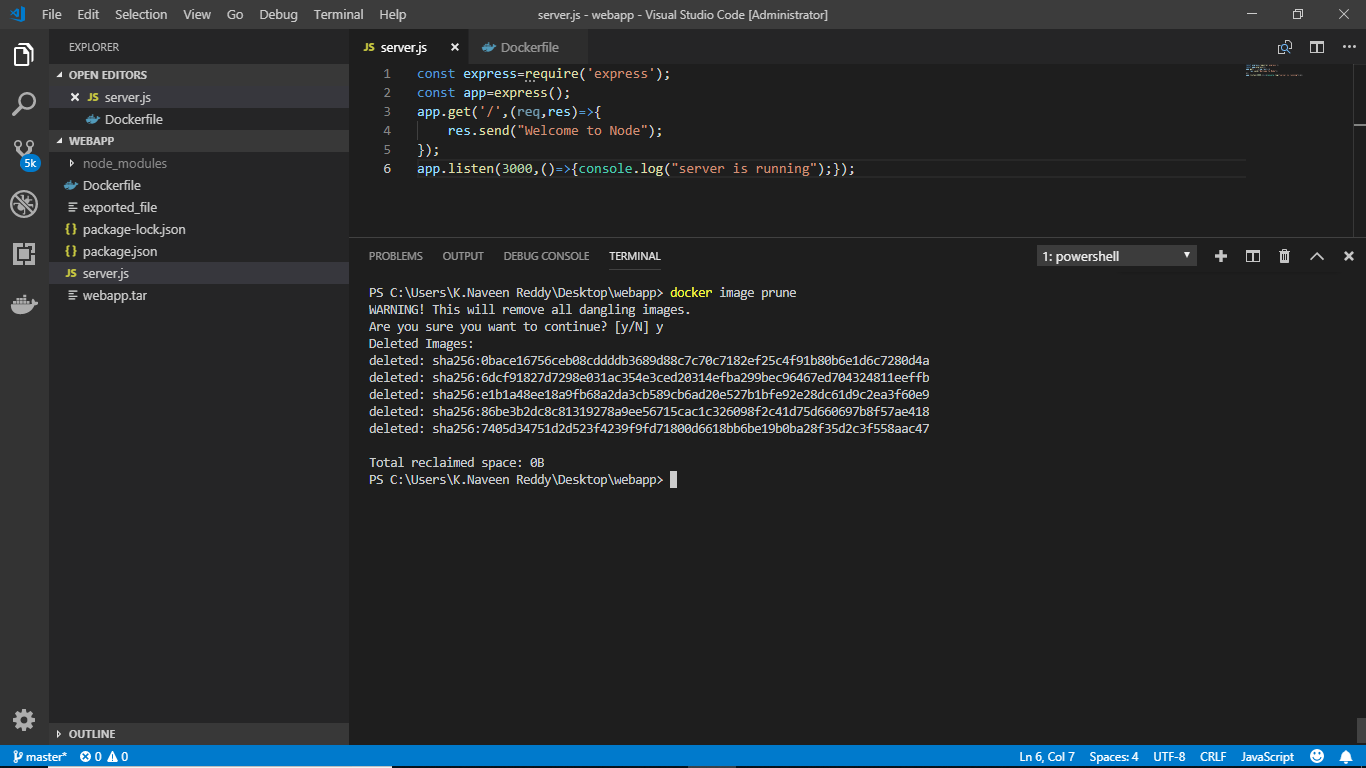 File Edit Selection View Go Debug Terminal Help server.js - webapp - Visual Studio Code [Administrator]
EXPLORER
OPEN EDITORS
JS server.js
Dockerfile
WEBAPP
node_modules
Dockerfile
exported_file
{} package-lock.json
{} package.json
JS server.js
webapp.tar
5k
OUTLINE
JS server.js Dockerfile
1 const express=require('express');
2 const app=express();
3 app.get('/',(req,res)=>{
4 res.send("Welcome to Node");
5 });
6 app.listen(3000,()=>{console.log("server is running");});
PROBLEMS OUTPUT DEBUG CONSOLE TERMINAL 1: powershell
PS C:\Users\K.Naveen Reddy\Desktop\webapp> docker image prune
WARNING! This will remove all dangling images.
Are you sure you want to continue? [y/N] y
Deleted Images:
deleted: sha256:0bace16756ceb08cddddb3689d88c7c70c7182ef25c4f91b80b6e1d6c7280d4a
deleted: sha256:6dcf91827d7298e031ac354e3ced20314efba299bec96467ed704324811eeffb
deleted: sha256:e1b1a48ee18a9fb68a2da3cb589cb6ad20e527b1bfe92e28dc61d9c2ea3f60e9
deleted: sha256:86be3b2dc8c81319278a9ee56715cac1c326098f2c41d75d660697b8f57ae418
deleted: sha256:7405d34751d2d523f4239f9fd71800d6618bb6be19b0ba28f35d2c3f558aac47
Total reclaimed space: 0B
PS C:\Users\K.Naveen Reddy\Desktop\webapp>
master* 0 0 Ln 6, Col 7 Spaces: 4 UTF-8 CRLF JavaScript